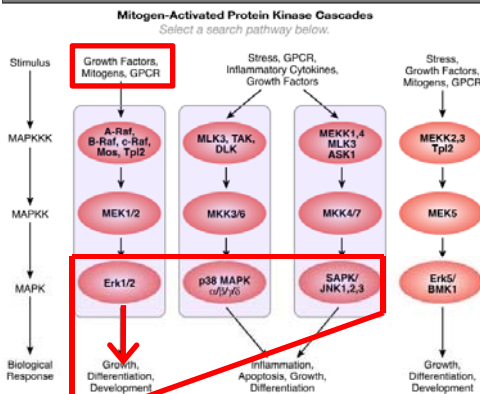 Mitogen-Activated Protein Kinase Cascades
Select a search pathway below.
Stimulus
Growth Factors,
Mitogens, GPCR
Stress, GPCR,
Inflammatory Cytokines,
Growth Factors
Stress,
Growth Factors,
Mitogens, GPCR
MAPKKK
A-Raf,
B-Raf, c-Raf,
Mos, Tpl2
MLK3, TAK,
DLK
MEKK1,4
MLK3
ASK1
MEKK2,3
Tpl2
MAPKK
MEK1/2
MKK3/6
MKK4/7
MEK5
MAPK
Erk1/2
p38 MAPK
α/β/γ/δ
SAPK/
JNK1,2,3
Erk5/
BMK1
Biological
Response
Growth,
Differentiation,
Development
Inflammation,
Apoptosis, Growth,
Differentiation
Growth,
Differentiation,
Development